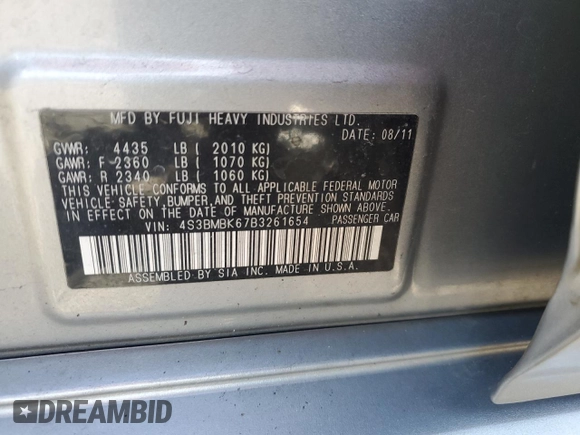 MFD BY FUJI HEAVY INDUSTRIES LTD.
DATE: 08/11
GVWR: 4435 LB ( 2010 KG)
GAWR: F 2360 LB ( 1070 KG)
GAWR: R 2340 LB ( 1060 KG)
THIS VEHICLE CONFORMS TO ALL APPLICABLE FEDERAL MOTOR
VEHICLE SAFETY, BUMPER, AND THEFT PREVENTION STANDARDS
IN EFFECT ON THE DATE OF MANUFACTURE SHOWN ABOVE.
VIN: 4S3BMBK67B3261654 PASSENGER CAR
ASSEMBLED BY SIA INC. MADE IN U.S.A.
DREAMBID